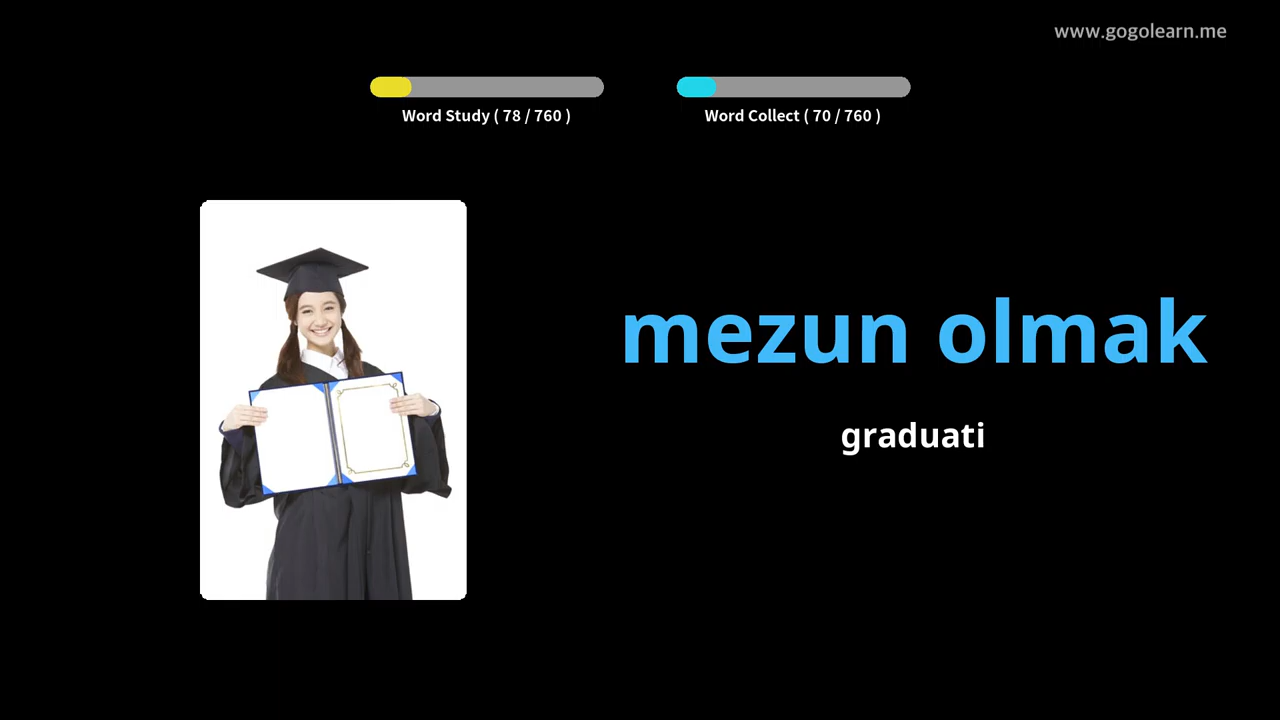 www.gogolearn.me
Word Study ( 78 / 760 )
Word Collect ( 70 / 760 )
mezun olmak
graduati